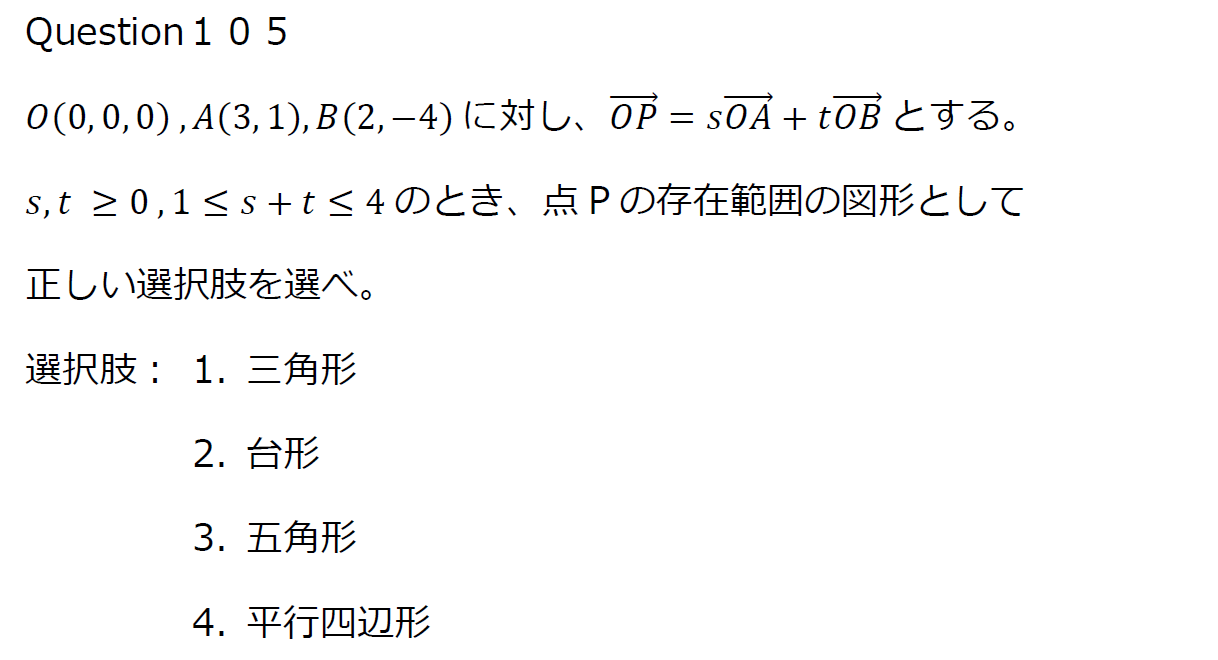 Question１０５
O(0,0,0) , A(3,1), B(2,−4) に対し、$\overrightarrow{OP} = s\overrightarrow{OA} + t\overrightarrow{OB}$ とする。
s, t ≥ 0 , 1 ≤ s + t ≤ 4 のとき、点Ｐの存在範囲の図形として
正しい選択肢を選べ。
選択肢： 1. 三角形
2. 台形
3. 五角形
4. 平行四辺形